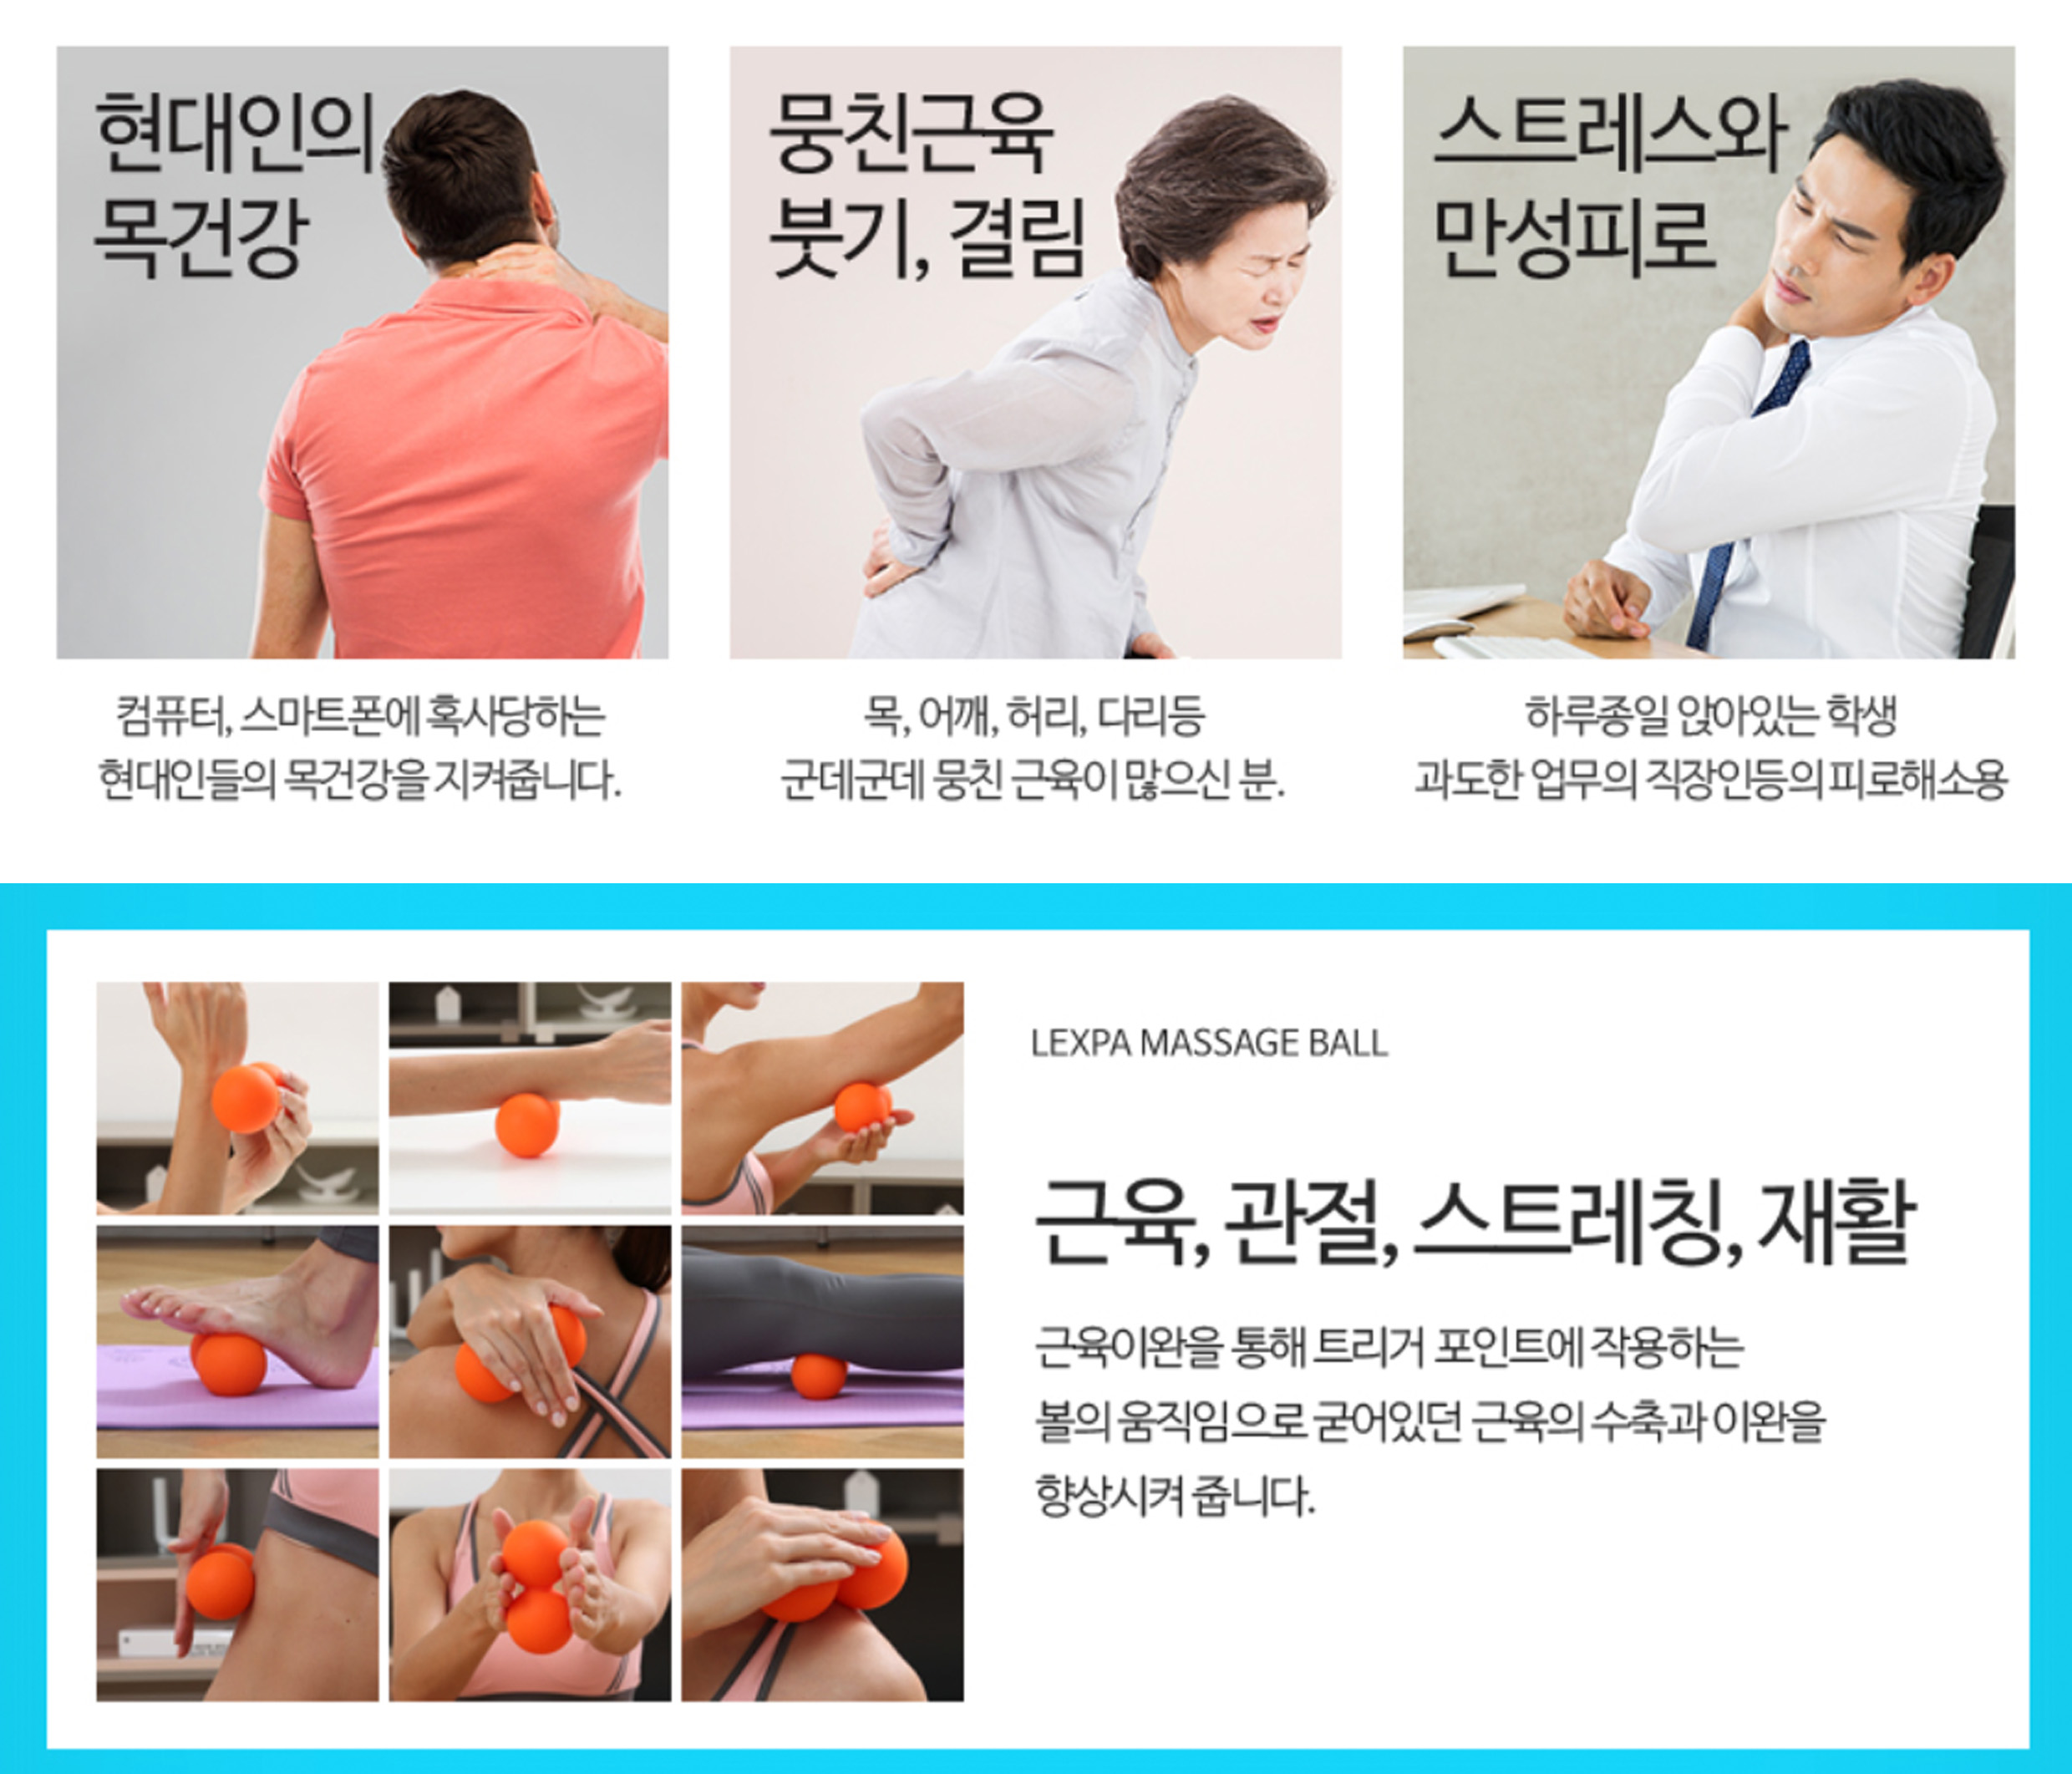 현대인의
목건강
컴퓨터, 스마트폰에 혹사당하는
현대인들의 목건강을 지켜줍니다.
뭉친근육
붓기, 결림
목, 어깨, 허리, 다리등
군데군데 뭉친 근육이 많으신 분.
스트레스와
만성피로
하루종일 앉아있는 학생
과도한 업무의 직장인등의 피로해소용
LEXPA MASSAGE BALL
근육, 관절, 스트레칭, 재활
근육이완을 통해 트리거 포인트에 작용하는
볼의 움직임으로 굳어있던 근육의 수축과 이완을
향상시켜 줍니다.